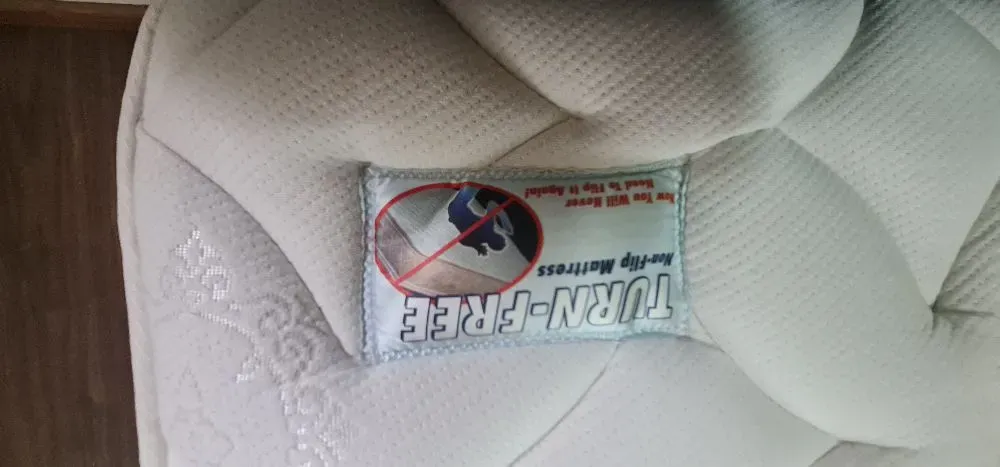 TURN-FREE
Non-Flip Mattress
Now You Will Never
Need To Flip It Again!